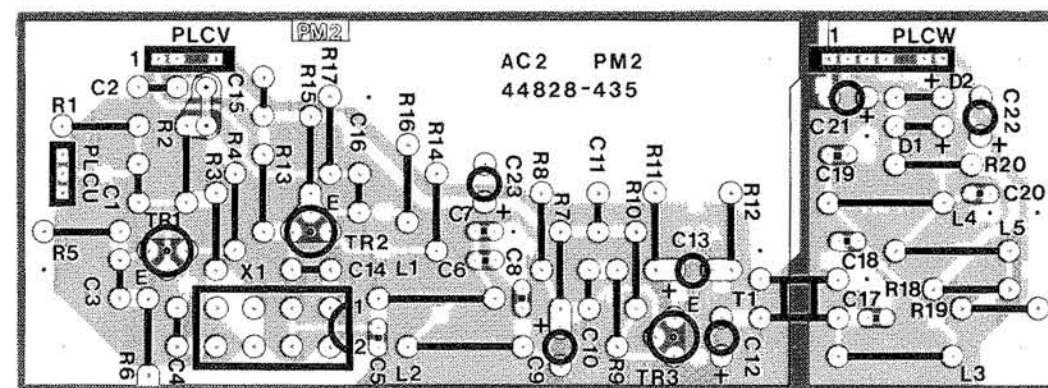 PLCV
PM2
1
PLCW
1
AC2 PM2
44828-435
C2
C15
R15
R17
D2
R1
R2
R4
R13
C16
R16
R14
C21
+
+
C22
D1
+
+
PLCU
C1
R3
E
C23
R8
C11
R11
R12
C19
R20
C20
TR1
C7
+
R7
R10
L4
L5
R5
TR2
C13
C18
E
X1
C14
L1
C6
C8
C3
1
+
+
E
T1
C17
R18
R19
2
R6
C4
C5
L2
C9
C10
R9
TR3
C12
+
L3